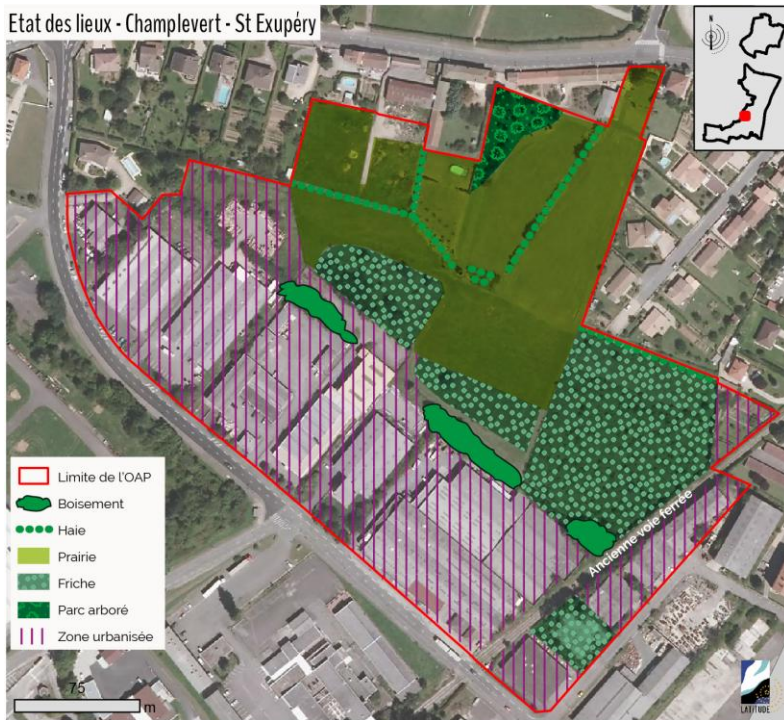 Etat des lieux - Champlevert - St Exupéry
N
Limite de l'OAP
Boisement
Haie
Prairie
Friche
Parc arboré
Zone urbanisée
Ancienne voie ferrée
75
m
LATITUDE